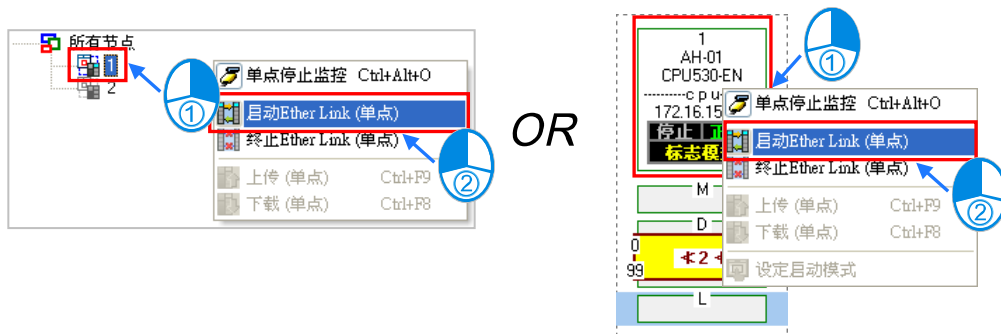 所有节点
1
2
①
单点停止监控 Ctrl+Alt+O
启动Ether Link (单点)
终止Ether Link (单点)
上传 (单点) Ctrl+F9
下载 (单点) Ctrl+F8
②
OR
1
AH-01
CPU530-EN
---------cpu-
172.16.15
停止
标志模
①
单点停止监控 Ctrl+Alt+O
启动Ether Link (单点)
终止Ether Link (单点)
上传 (单点) Ctrl+F9
下载 (单点) Ctrl+F8
设定启动模式
②
M
D
0
99
2
L